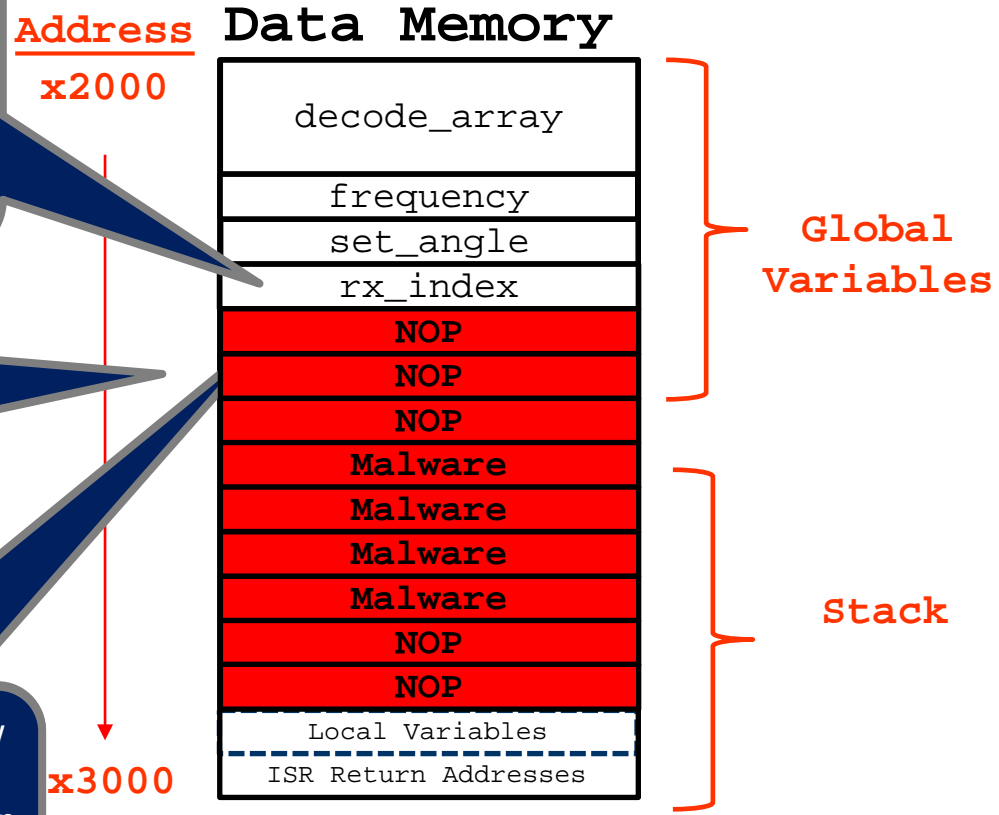 Address
Data Memory
x2000
decode_array
frequency
set_angle
rx_index
NOP
NOP
NOP
Malware
Malware
Malware
Malware
NOP
NOP
Local Variables
ISR Return Addresses
x3000
Global
Variables
Stack